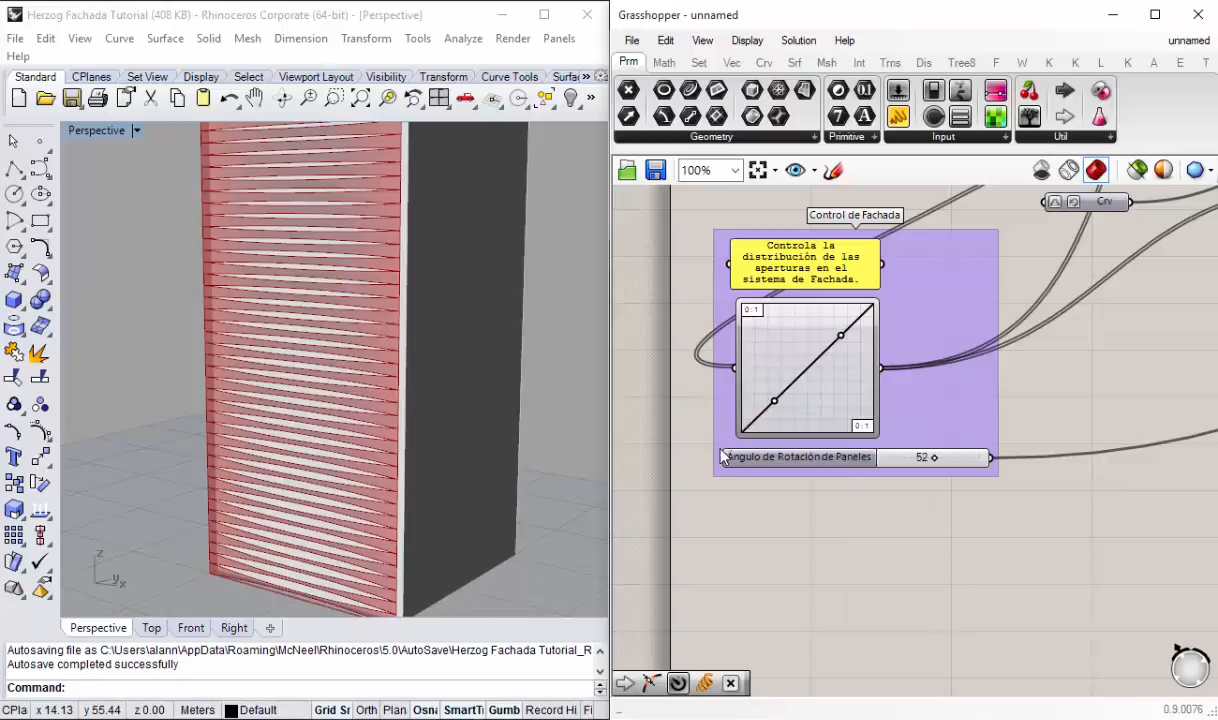 Herzog Fachada Tutorial (408 KB) - Rhinoceros Corporate (64-bit) - [Perspective]
File Edit View Curve Surface Solid Mesh Dimension Transform Tools Analyze Render Panels
Help
Standard CPlanes Set View Display Select Viewport Layout Visibility Transform Curve Tools Surfa »
Perspective
z
y
x
Perspective Top Front Right
Autosaving file as C:\Users\alann\AppData\Roaming\McNeel\Rhinoceros\5.0\AutoSave\Herzog Fachada Tutorial_R
Autosave completed successfully
Command:
CPla x 14.13 y 55.44 z 0.00 Meters Default Grid Sr Orth Plan Osna SmartTi Gumb Record Hi Fi
Grasshopper - unnamed
File Edit View Display Solution Help unnamed
Prm Math Set Vec Crv Srf Msh Int Trns Dis Tree8 F W K K L K A E T
Geometry Primitive Input Util
100%
Crv
Control de Fachada
Controla la
distribución de las
aperturas en el
sistema de Fachada.
0:1
0:1
Ángulo de Rotación de Paneles 52
0.9.0076